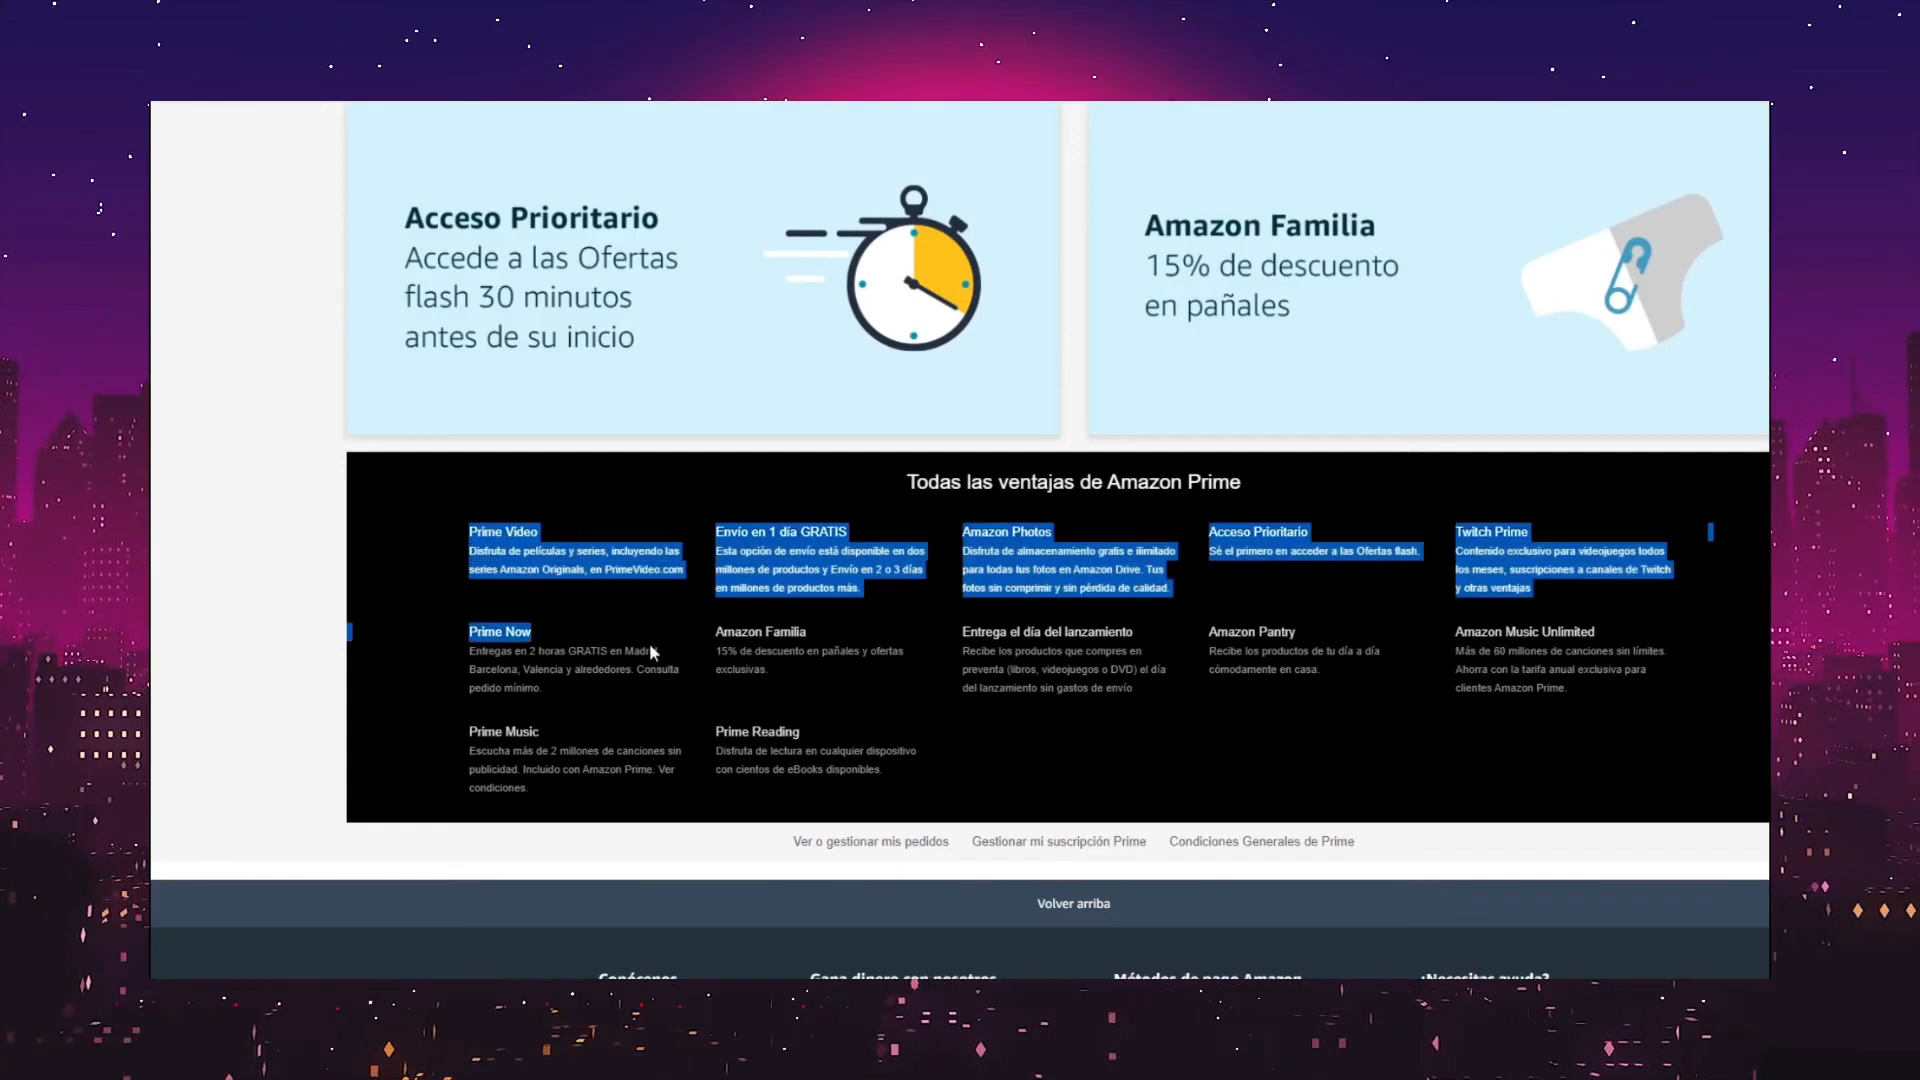 Acceso Prioritario
Accede a las Ofertas
flash 30 minutos
antes de su inicio
Amazon Familia
15% de descuento
en pañales
Todas las ventajas de Amazon Prime
Prime Video
Disfruta de películas y series, incluyendo las
series Amazon Originals, en PrimeVideo.com
Envío en 1 día GRATIS
Esta opción de envío está disponible en dos
millones de productos y Envío en 2 o 3 días
en millones de productos más.
Amazon Photos
Disfruta de almacenamiento gratis e ilimitado
para todas tus fotos en Amazon Drive. Tus
fotos sin comprimir y sin pérdida de calidad.
Acceso Prioritario
Sé el primero en acceder a las Ofertas flash.
Twitch Prime
Contenido exclusivo para videojuegos todos
los meses, suscripciones a canales de Twitch
y otras ventajas
Prime Now
Entregas en 2 horas GRATIS en
Barcelona, Valencia y alrededores. Consulta
pedido mínimo.
Amazon Familia
15% de descuento en pañales y ofertas
exclusivas.
Entrega el día del lanzamiento
Recibe los productos que compres en
preventa (libros, videojuegos o DVD) el día
del lanzamiento sin gastos de envío
Amazon Pantry
Recibe los productos de tu día a día
cómodamente en casa.
Amazon Music Unlimited
Más de 60 millones de canciones sin límites.
Ahorra con la tarifa anual exclusiva para
clientes Amazon Prime.
Prime Music
Escucha más de 2 millones de canciones sin
publicidad. Incluido con Amazon Prime. Ver
condiciones.
Prime Reading
Disfruta de lectura en cualquier dispositivo
con cientos de eBooks disponibles.
Ver o gestionar mis pedidos
Gestionar mi suscripción Prime
Condiciones Generales de Prime
Volver arriba
Conócenos
Gana dinero con nosotros
Métodos de pago Amazon
¿Necesitas ayuda?